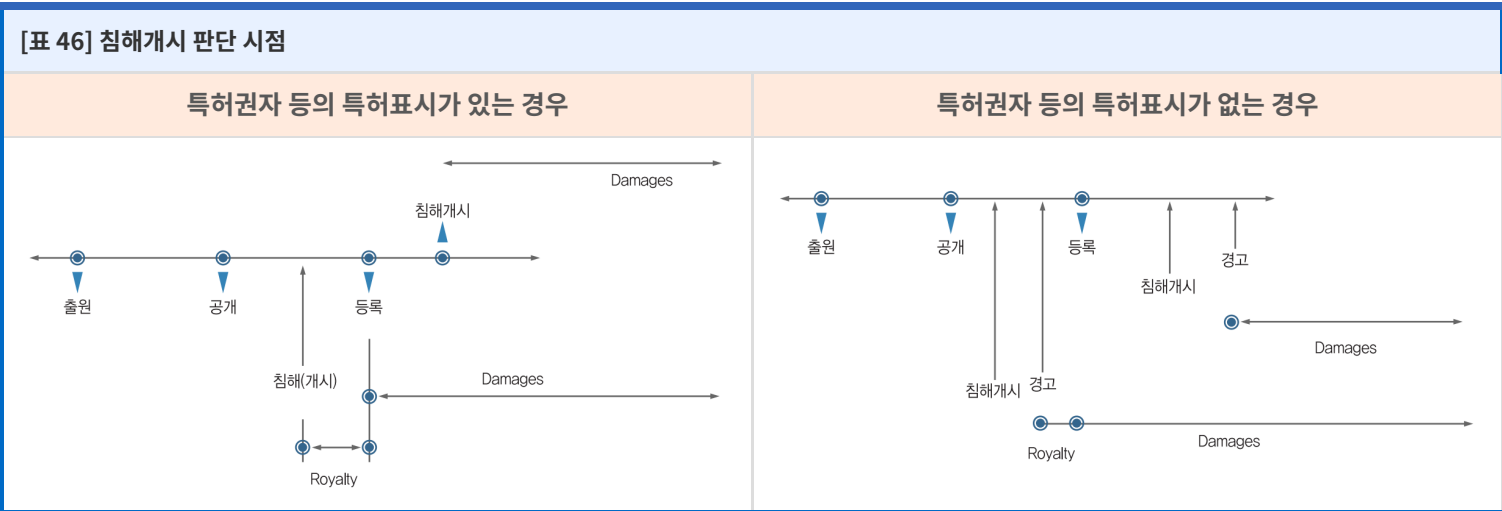 [표 46] 침해개시 판단 시점
특허권자 등의 특허표시가 있는 경우
Damages
침해개시
출원
공개
등록
침해(개시)
Damages
Royalty
특허권자 등의 특허표시가 없는 경우
출원
공개
등록
경고
침해개시
Damages
침해개시
경고
Royalty
Damages